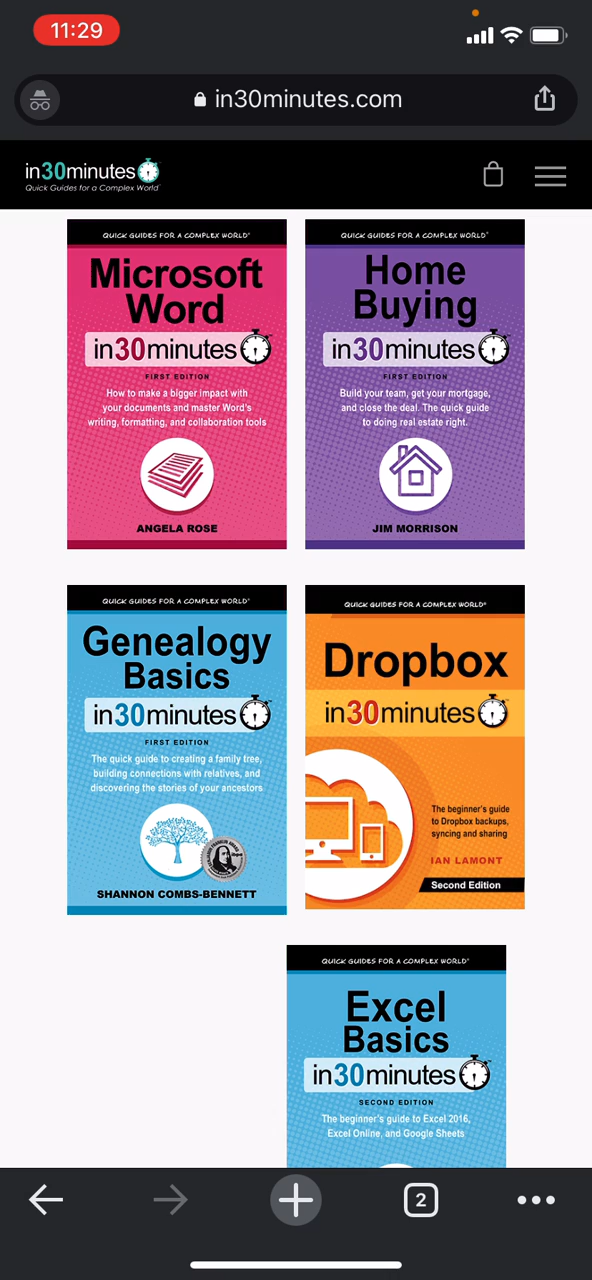 11:29
in30minutes.com
in30minutes
Quick Guides for a Complex World
QUICK GUIDES FOR A COMPLEX WORLD®
Microsoft
Word
in30minutes
FIRST EDITION
How to make a bigger impact with
your documents and master Word's
writing, formatting, and collaboration tools
ANGELA ROSE
QUICK GUIDES FOR A COMPLEX WORLD®
Home
Buying
in30minutes
FIRST EDITION
Build your team, get your mortgage,
and close the deal. The quick guide
to doing real estate right.
JIM MORRISON
QUICK GUIDES FOR A COMPLEX WORLD®
Genealogy
Basics
in30minutes
FIRST EDITION
The quick guide to creating a family tree,
building connections with relatives, and
discovering the stories of your ancestors
SHANNON COMBS-BENNETT
QUICK GUIDES FOR A COMPLEX WORLD®
Dropbox
in30minutes
The beginner's guide
to Dropbox backups,
syncing and sharing
IAN LAMONT
Second Edition
QUICK GUIDES FOR A COMPLEX WORLD®
Excel
Basics
in30minutes
SECOND EDITION
The beginner's guide to Excel 2016,
Excel Online, and Google Sheets
2